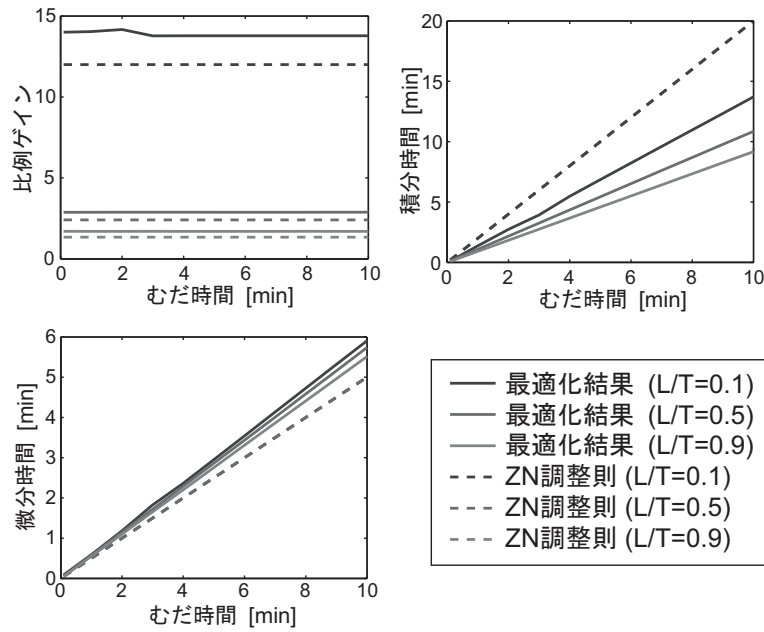 15
10
5
0
比例ゲイン
0 2 4 6 8 10
むだ時間 [min]
20
15
10
5
0
積分時間 [min]
0 2 4 6 8 10
むだ時間 [min]
6
5
4
3
2
1
0
微分時間 [min]
0 2 4 6 8 10
むだ時間 [min]
最適化結果 (L/T=0.1)
最適化結果 (L/T=0.5)
最適化結果 (L/T=0.9)
ZN調整則 (L/T=0.1)
ZN調整則 (L/T=0.5)
ZN調整則 (L/T=0.9)